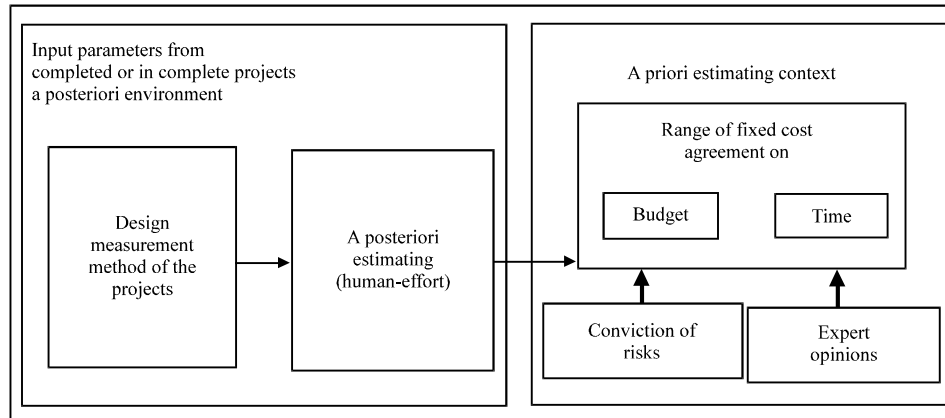 Input parameters from
completed or in complete projects
a posteriori environment
Design
measurement
method of the
projects
A posteriori
estimating
(human-effort)
A priori estimating context
Range of fixed cost
agreement on
Budget
Time
Conviction of
risks
Expert
opinions